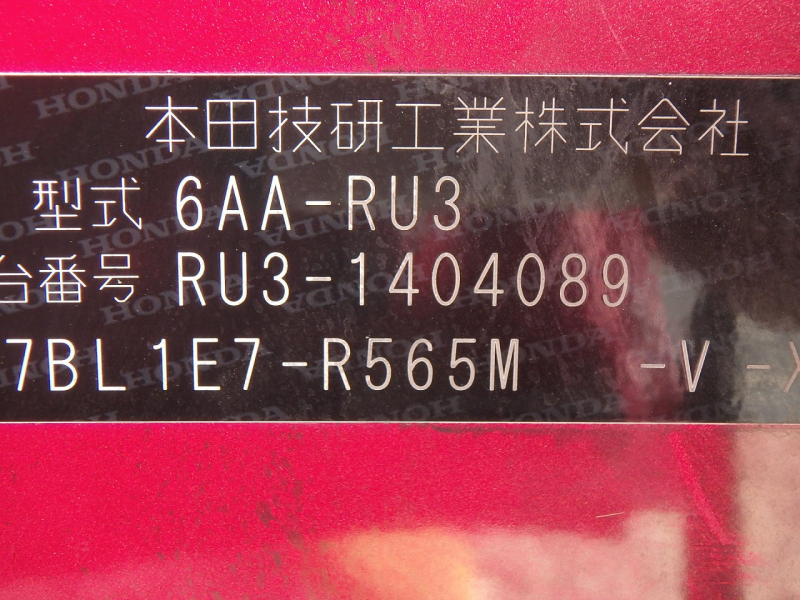 本田技研工業株式会社
型式 6AA-RU3
台番号 RU3-1404089
7BL1E7-R565M -V -